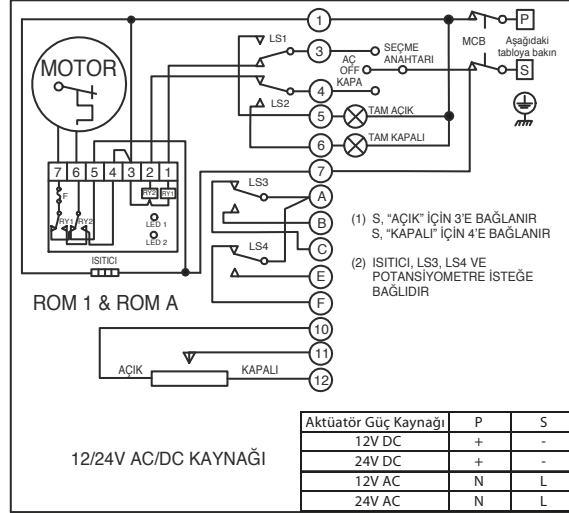 1
P
LS1
MCB
Aşağıdaki
tabloya bakın
3
SEÇME
ANAHTARI
AÇ
OFF
KAPA
S
MOTOR
4
LS2
5
TAM AÇIK
6
TAM KAPALI
7
7 6 5 4 3 2 1
F
RY2 RY1
RY1 RY2
LED 1
LED 2
LS3
A
B
C
(1) S, "AÇIK" İÇİN 3'E BAĞLANIR
S, "KAPALI" İÇİN 4'E BAĞLANIR
LS4
E
F
(2) ISITICI, LS3, LS4 VE
POTANSİYOMETRE İSTEĞE
BAĞLIDIR
ISITICI
ROM 1 & ROM A
10
11
12
AÇIK
KAPALI
12/24V AC/DC KAYNAĞI
Aktüatör Güç Kaynağı P S
12V DC + -
24V DC + -
12V AC N L
24V AC N L